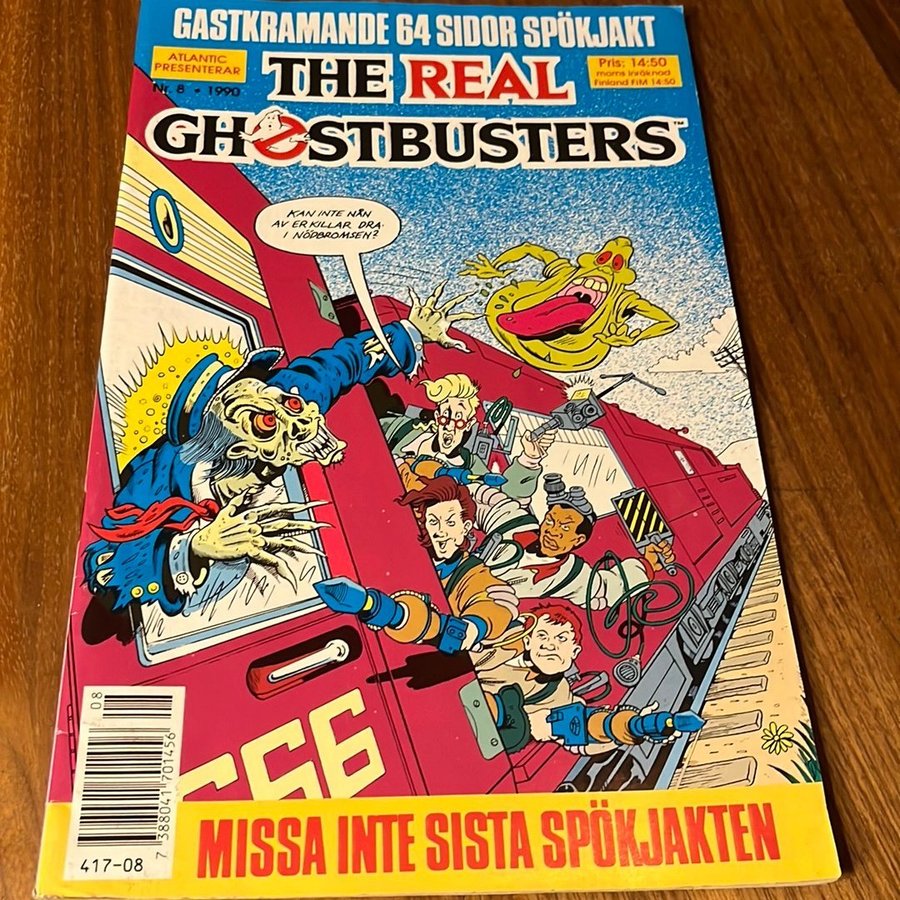 GASTKRAMANDE 64 SIDOR SPÖKJAKT
ATLANTIC
PRESENTERAR
Nr. 8 • 1990
Pris: 14:50
moms inräknad
Finland FIM 14:50
THE REAL
GHOSTBUSTERS™
KAN INTE NÅN
AV ER KILLAR DRA
I NÖDBROMSEN?
56
08
7 388041 701456
417-08
MISSA INTE SISTA SPÖKJAKTEN